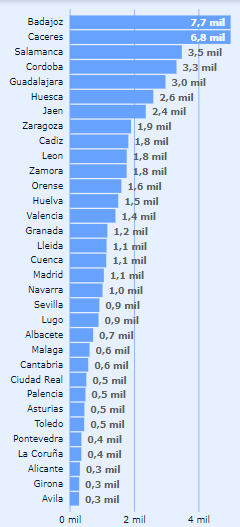 Badajoz 7,7 mil
Caceres 6,8 mil
Salamanca 3,5 mil
Cordoba 3,3 mil
Guadalajara 3,0 mil
Huesca 2,6 mil
Jaen 2,4 mil
Zaragoza 1,9 mil
Cadiz 1,8 mil
Leon 1,8 mil
Zamora 1,8 mil
Orense 1,6 mil
Huelva 1,5 mil
Valencia 1,4 mil
Granada 1,2 mil
Lleida 1,1 mil
Cuenca 1,1 mil
Madrid 1,1 mil
Navarra 1,0 mil
Sevilla 0,9 mil
Lugo 0,9 mil
Albacete 0,7 mil
Malaga 0,6 mil
Cantabria 0,6 mil
Ciudad Real 0,5 mil
Palencia 0,5 mil
Asturias 0,5 mil
Toledo 0,5 mil
Pontevedra 0,4 mil
La Coruña 0,4 mil
Alicante 0,3 mil
Girona 0,3 mil
Avila 0,3 mil
0 mil 2 mil 4 mil